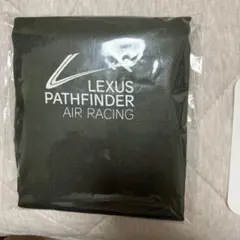 LEXUS
PATHFINDER
AIR RACING